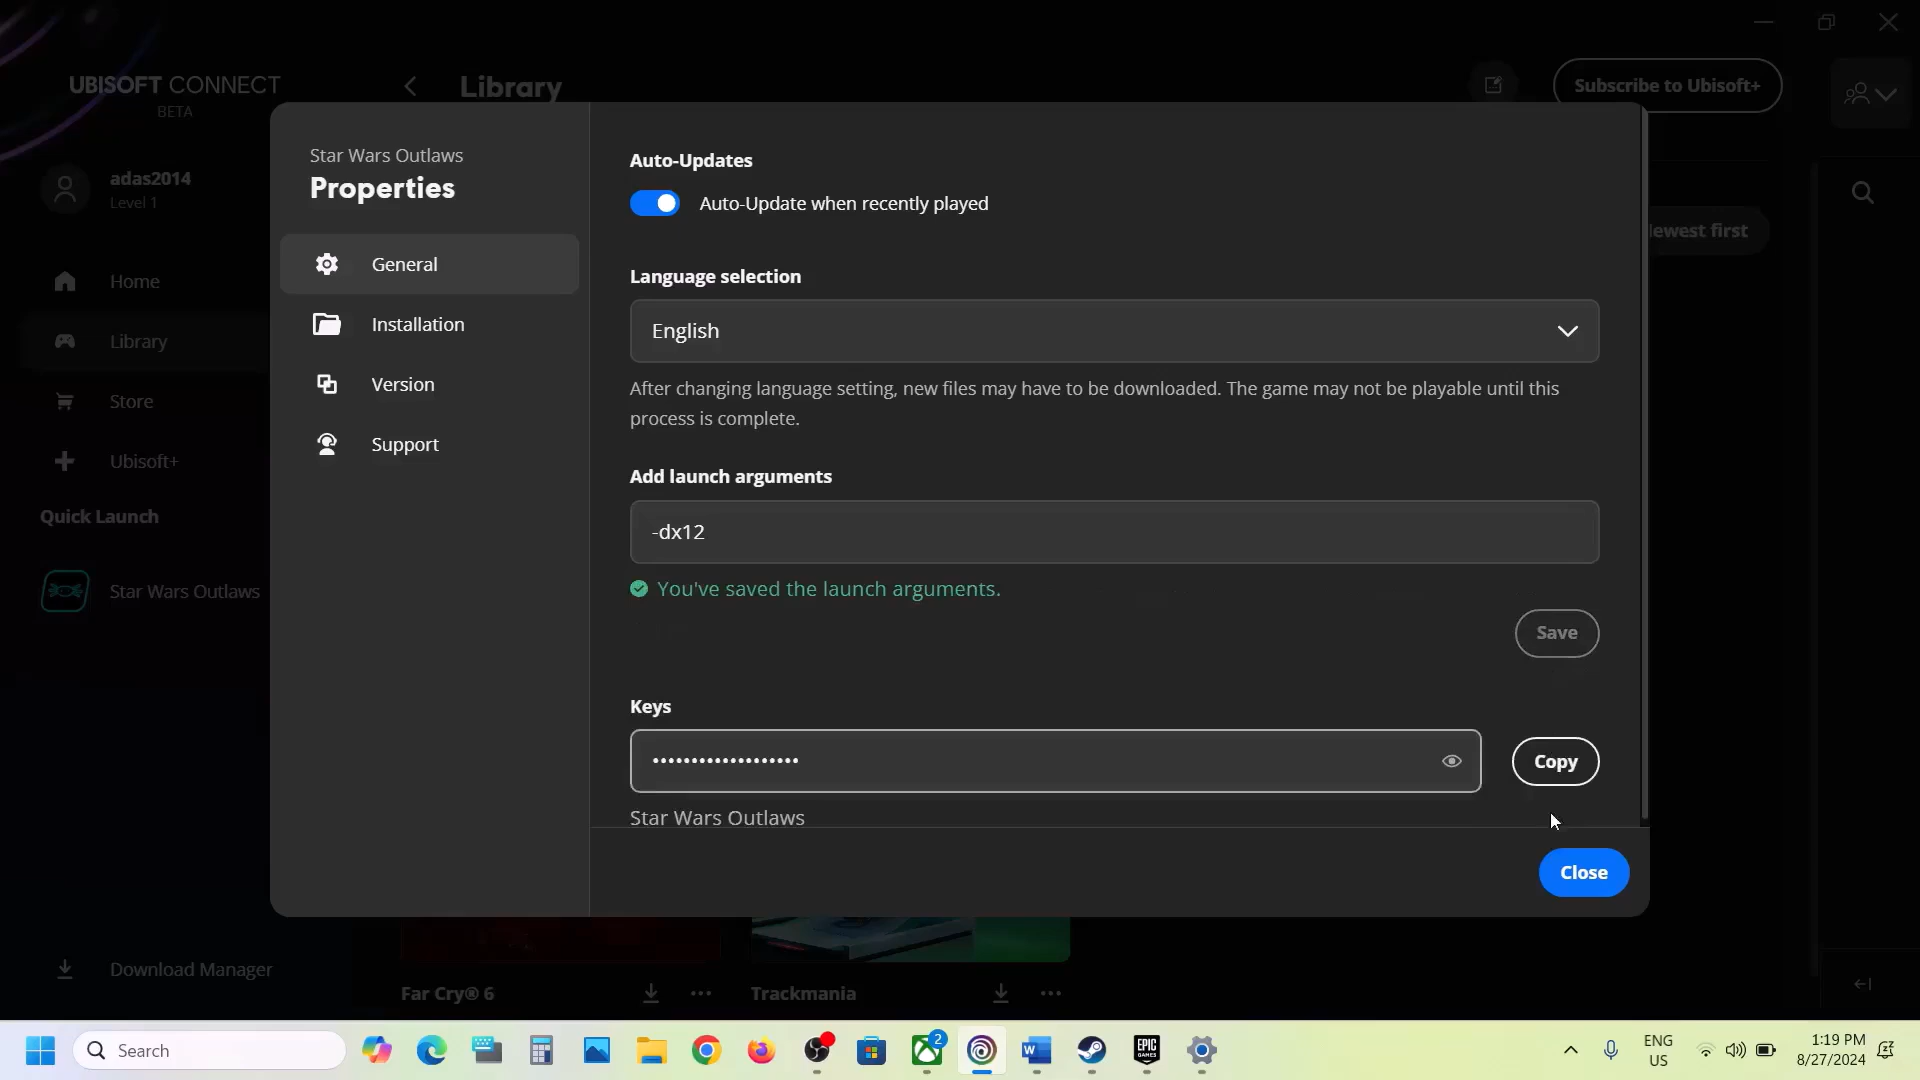 UBISOFT CONNECT
BETA
Library
Subscribe to Ubisoft+
adas2014
Level 1
Home
Library
Store
Ubisoft+
Quick Launch
Star Wars Outlaws
Download Manager
Star Wars Outlaws
Properties
General
Installation
Version
Support
Auto-Updates
Auto-Update when recently played
Language selection
English
After changing language setting, new files may have to be downloaded. The game may not be playable until this
process is complete.
Add launch arguments
-dx12
You've saved the launch arguments.
Save
Keys
•••••••••••••••••••
Copy
Star Wars Outlaws
Close
first
Far Cry® 6
Trackmania
Search
2
EPIC
GAMES
ENG
US
1:19 PM
8/27/2024